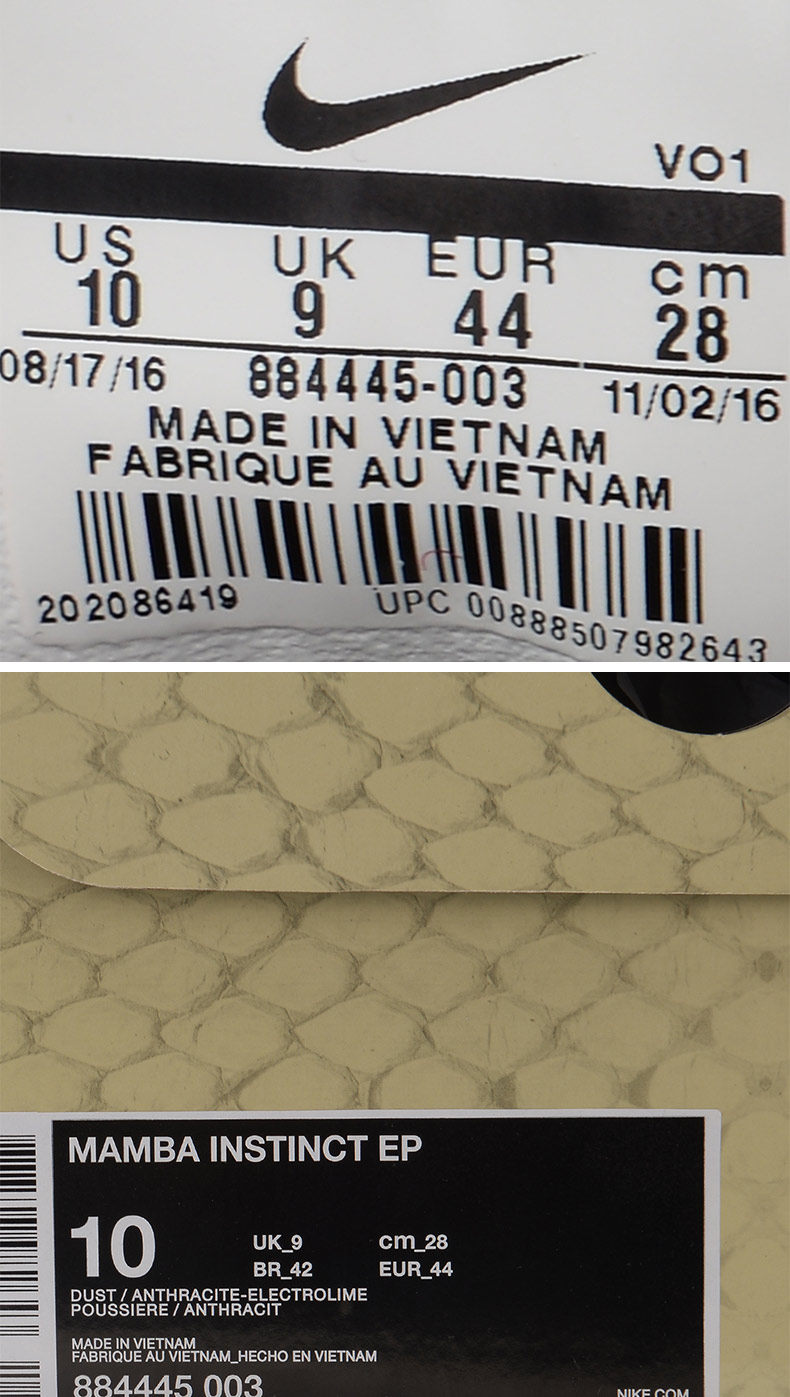 VO1
US UK EUR cm
10 9 44 28
08/17/16 884445-003 11/02/16
MADE IN VIETNAM
FABRIQUE AU VIETNAM
202086419 UPC 00888507982643
MAMBA INSTINCT EP
10 UK_9 cm_28
BR_42 EUR_44
DUST / ANTHRACITE-ELECTROLIME
POUSSIERE / ANTHRACIT
MADE IN VIETNAM
FABRIQUE AU VIETNAM_HECHO EN VIETNAM
884445 003 NIKE.COM